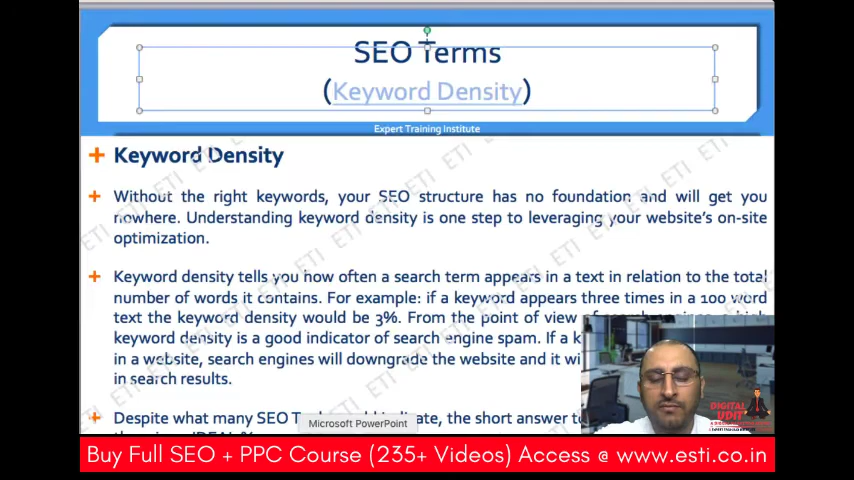 SEO Terms
(Keyword Density)
Expert Training Institute
Keyword Density
Without the right keywords, your SEO structure has no foundation and will get you
nowhere. Understanding keyword density is one step to leveraging your website's on-site
optimization.
Keyword density tells you how often a search term appears in a text in relation to the total
number of words it contains. For example: if a keyword appears three times in a 100 word
text the keyword density would be 3%. From the point of view of search
keyword density is a good indicator of search engine spam. If a k
in a website, search engines will downgrade the website and it wi
in search results.
Despite what many SEO T
Microsoft PowerPoint
the short answer to
DIGITAL
UDIT
Buy Full SEO + PPC Course (235+ Videos) Access @ www.esti.co.in